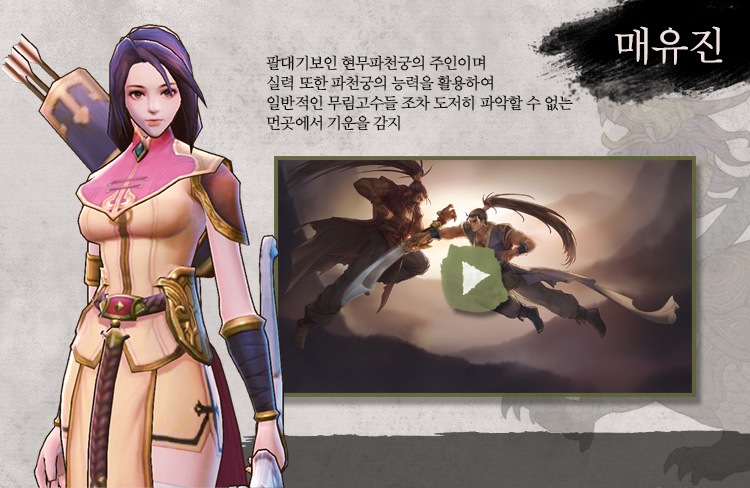 매유진
팔대기보인 현무파천궁의 주인이며
실력 또한 파천궁의 능력을 활용하여
일반적인 무림고수들 조차 도저히 파악할 수 없는
먼곳에서 기운을 감지